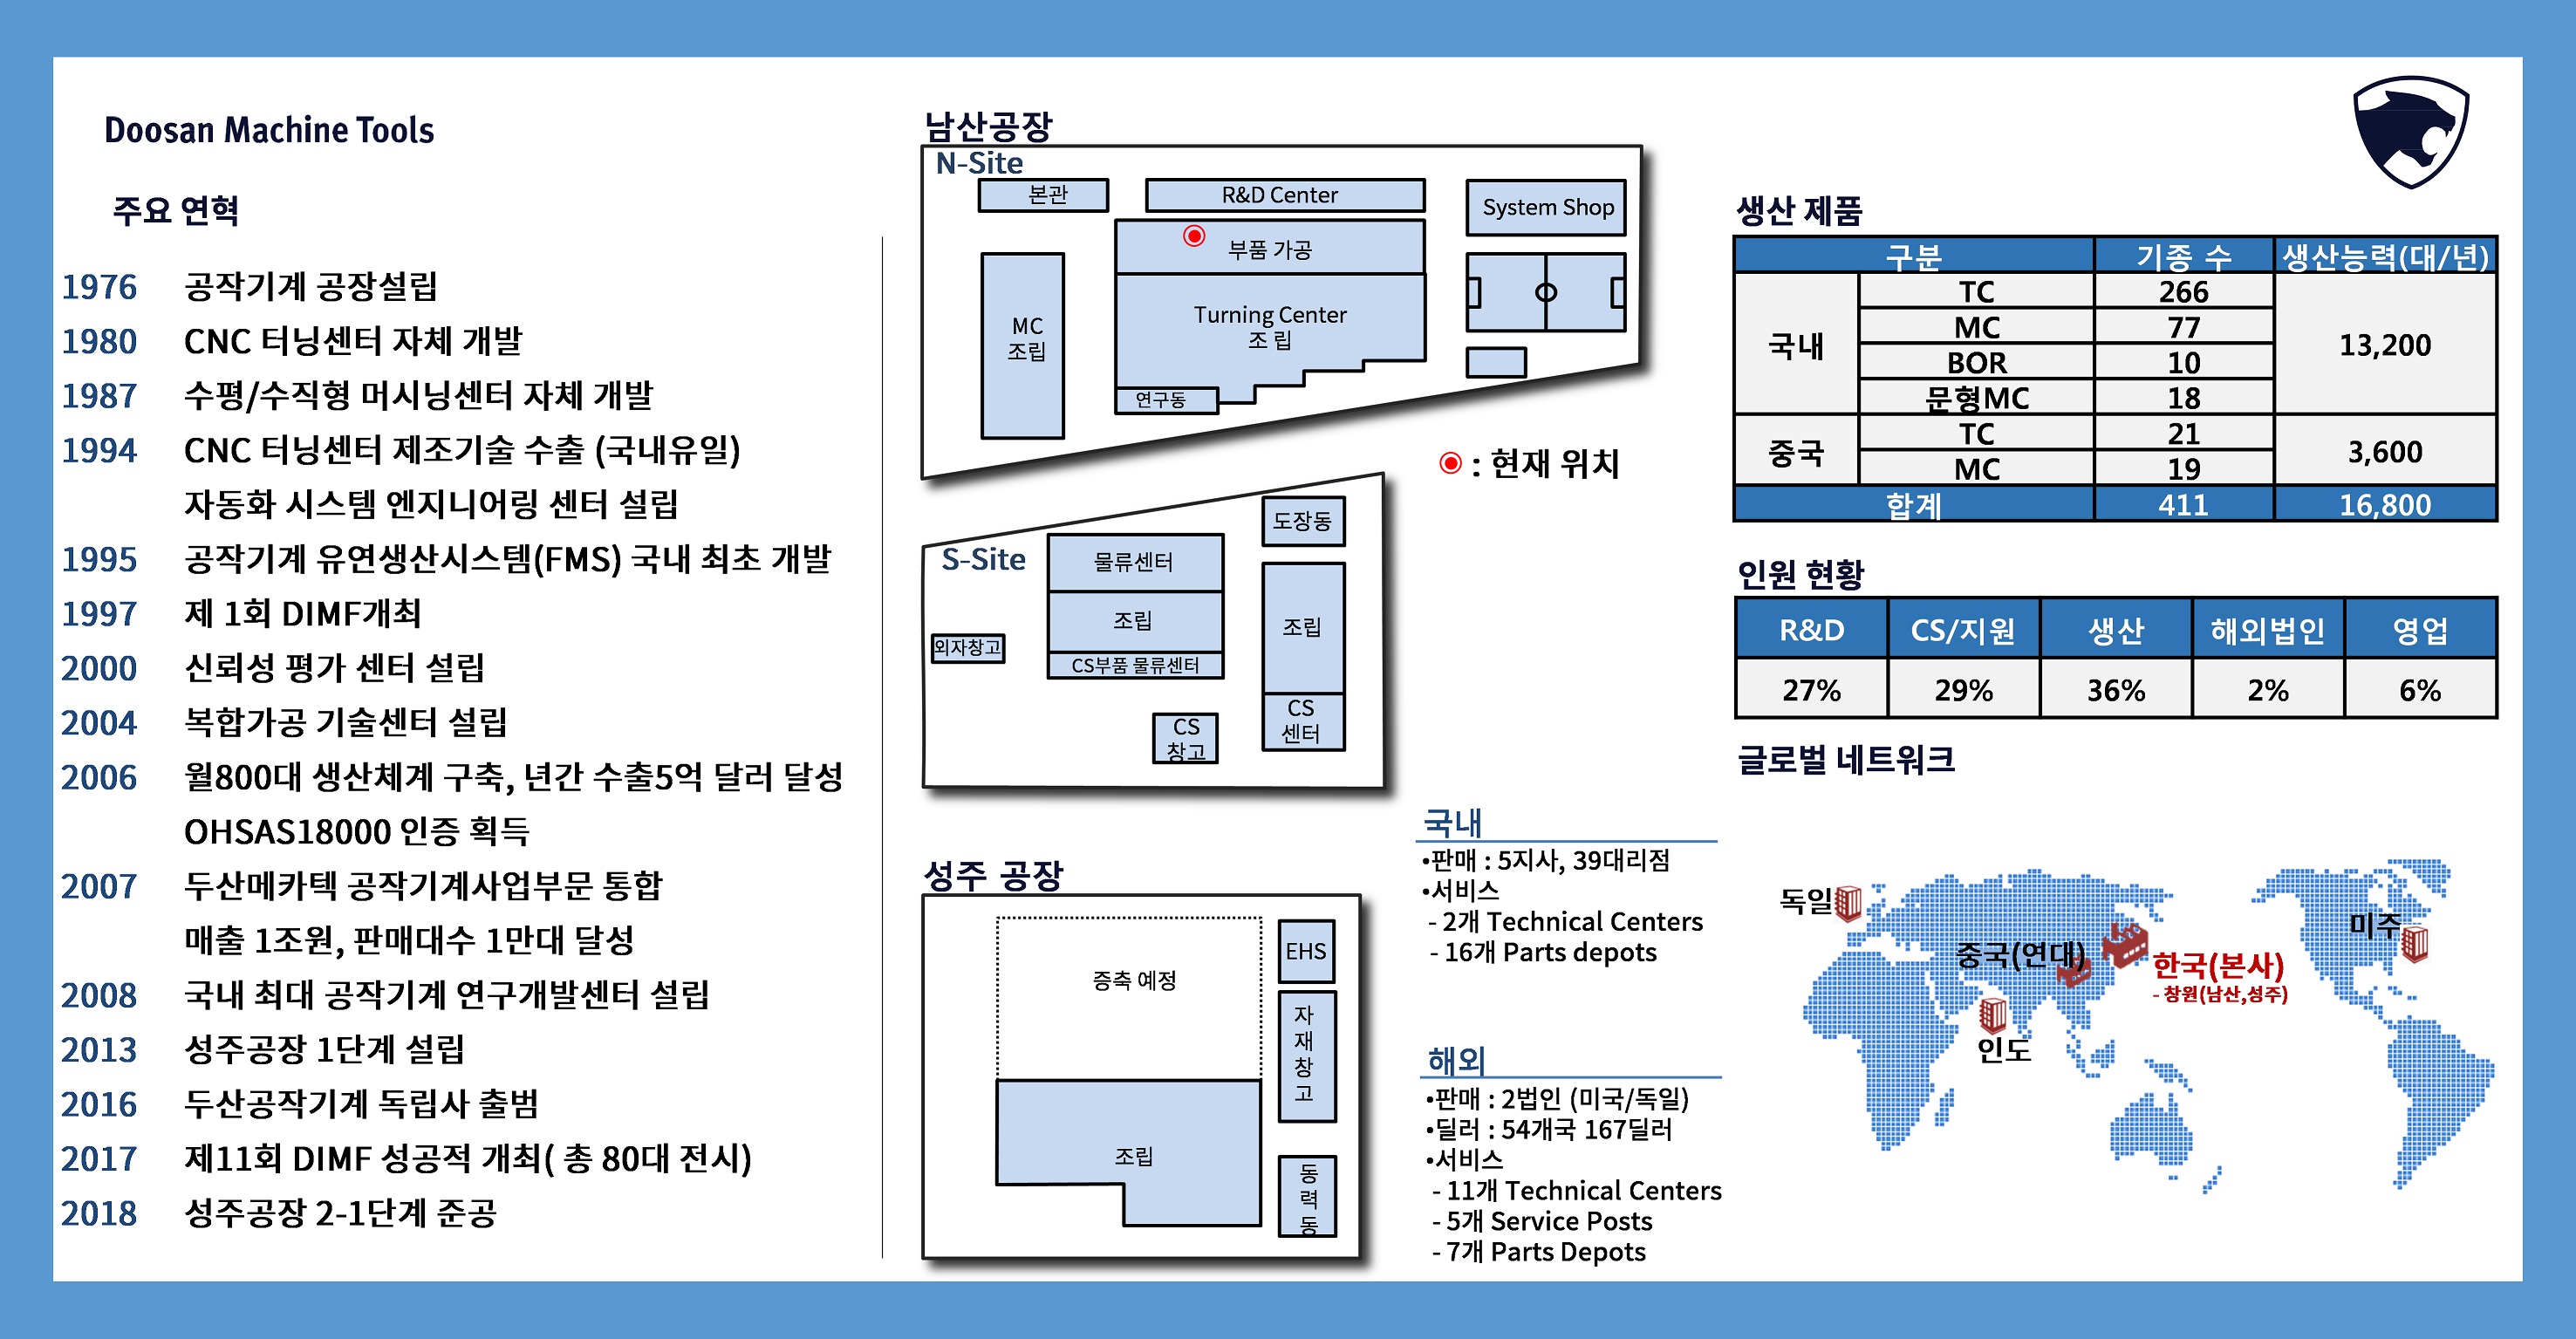 Doosan Machine Tools
주요 연혁
1976 공작기계 공장설립
1980 CNC 터닝센터 자체 개발
1987 수평/수직형 머시닝센터 자체 개발
1994 CNC 터닝센터 제조기술 수출 (국내유일)
자동화 시스템 엔지니어링 센터 설립
1995 공작기계 유연생산시스템(FMS) 국내 최초 개발
1997 제 1회 DIMF개최
2000 신뢰성 평가 센터 설립
2004 복합가공 기술센터 설립
2006 월800대 생산체계 구축, 년간 수출5억 달러 달성
OHSAS18000 인증 획득
2007 두산메카텍 공작기계사업부문 통합
매출 1조원, 판매대수 1만대 달성
2008 국내 최대 공작기계 연구개발센터 설립
2013 성주공장 1단계 설립
2016 두산공작기계 독립사 출범
2017 제11회 DIMF 성공적 개최( 총 80대 전시)
2018 성주공장 2-1단계 준공
남산공장
N-Site
본관
R&D Center
System Shop
부품 가공
MC
조립
Turning Center
조 립
연구동
: 현재 위치
S-Site
물류센터
조립
CS부품 물류센터
외자창고
도장동
조립
CS
센터
CS
창고
성주 공장
증축 예정
조립
EHS
자
재
창
고
동
력
동
국내
•판매 : 5지사, 39대리점
•서비스
- 2개 Technical Centers
- 16개 Parts depots
해외
•판매 : 2법인 (미국/독일)
•딜러 : 54개국 167딜러
•서비스
- 11개 Technical Centers
- 5개 Service Posts
- 7개 Parts Depots
생산 제품
구분 기종 수 생산능력(대/년)
국내 TC 266 13,200
MC 77
BOR 10
문형MC 18
중국 TC 21 3,600
MC 19
합계 411 16,800
인원 현황
R&D CS/지원 생산 해외법인 영업
27% 29% 36% 2% 6%
글로벌 네트워크
독일
중국(연대)
한국(본사)
- 창원(남산,성주)
인도
미주